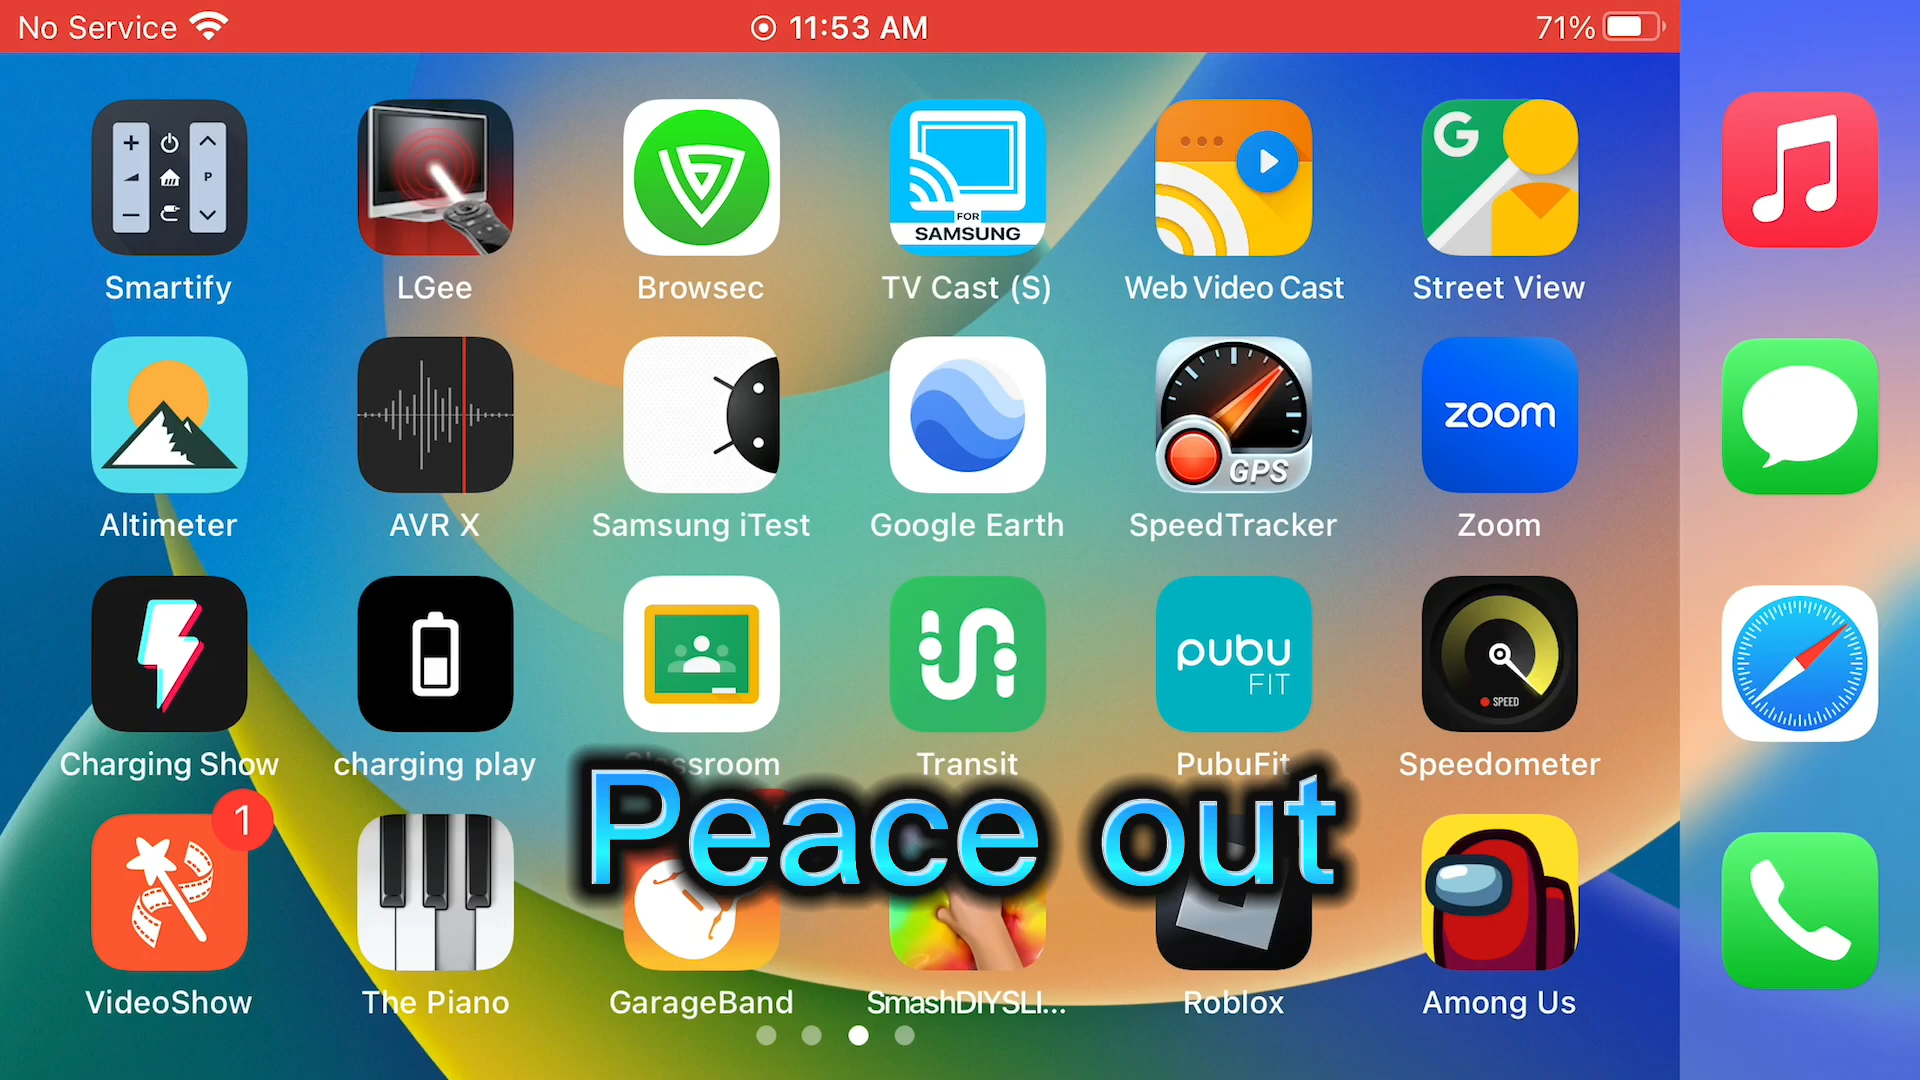 No Service 11:53 AM 71%
+ P −
FOR
SAMSUNG
G
Smartify LGee Browsec TV Cast (S) Web Video Cast Street View
GPS zoom
Altimeter AVR X Samsung iTest Google Earth SpeedTracker Zoom
pubu
FIT
SPEED
Charging Show charging play ssroom Transit PubuFit Speedometer
1
Peace out
VideoShow The Piano GarageBand SmashDIYSLI... Roblox Among Us